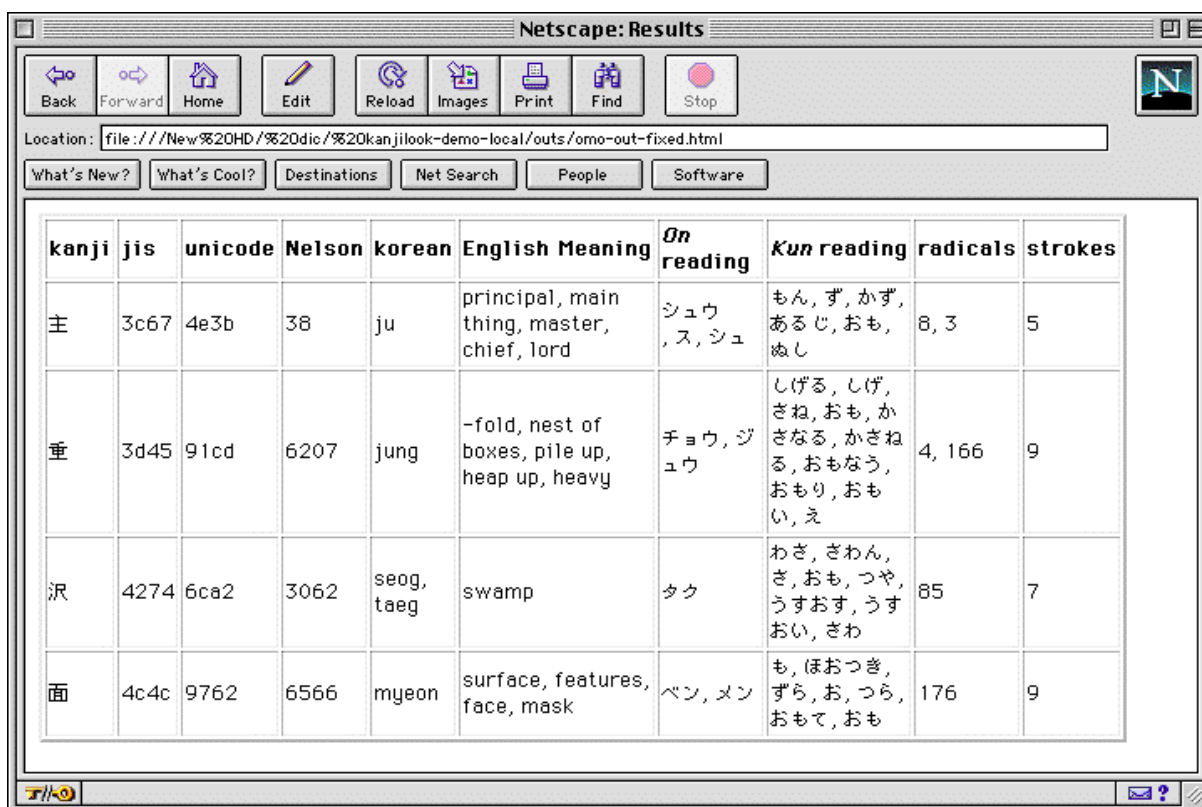 Netscape: Results
Back Forward Home Edit Reload Images Print Find Stop
N
Location: file:///New%20HD/%20dic/%20kanjilook-demo-local/outs/omo-out-fixed.html
What's New? What's Cool? Destinations Net Search People Software
kanji jis unicode Nelson korean English Meaning On reading Kun reading radicals strokes
主 3c67 4e3b 38 ju
principal, main
thing, master,
chief, lord
シュウ
, ス, シュ
もん, ず, かず,
あるじ, おも,
ぬし
8, 3
5
重 3d45 91cd 6207 jung
-fold, nest of
boxes, pile up,
heap up, heavy
チョウ, ジ
ュウ
しげる, しげ,
さね, おも, か
さなる, かさね
る, おもなう,
おもり, おも
い, え
4, 166
9
沢 4274 6ca2 3062
seog,
taeg
swamp
タク
わざ, さわん,
ざ, おも, つや,
うすおす, うす
おい, さわ
85
7
面 4c4c 9762 6566 myeon
surface, features,
face, mask
ベン, メン
も, ほおつき,
ずら, お, つら,
おもて, おも
176
9